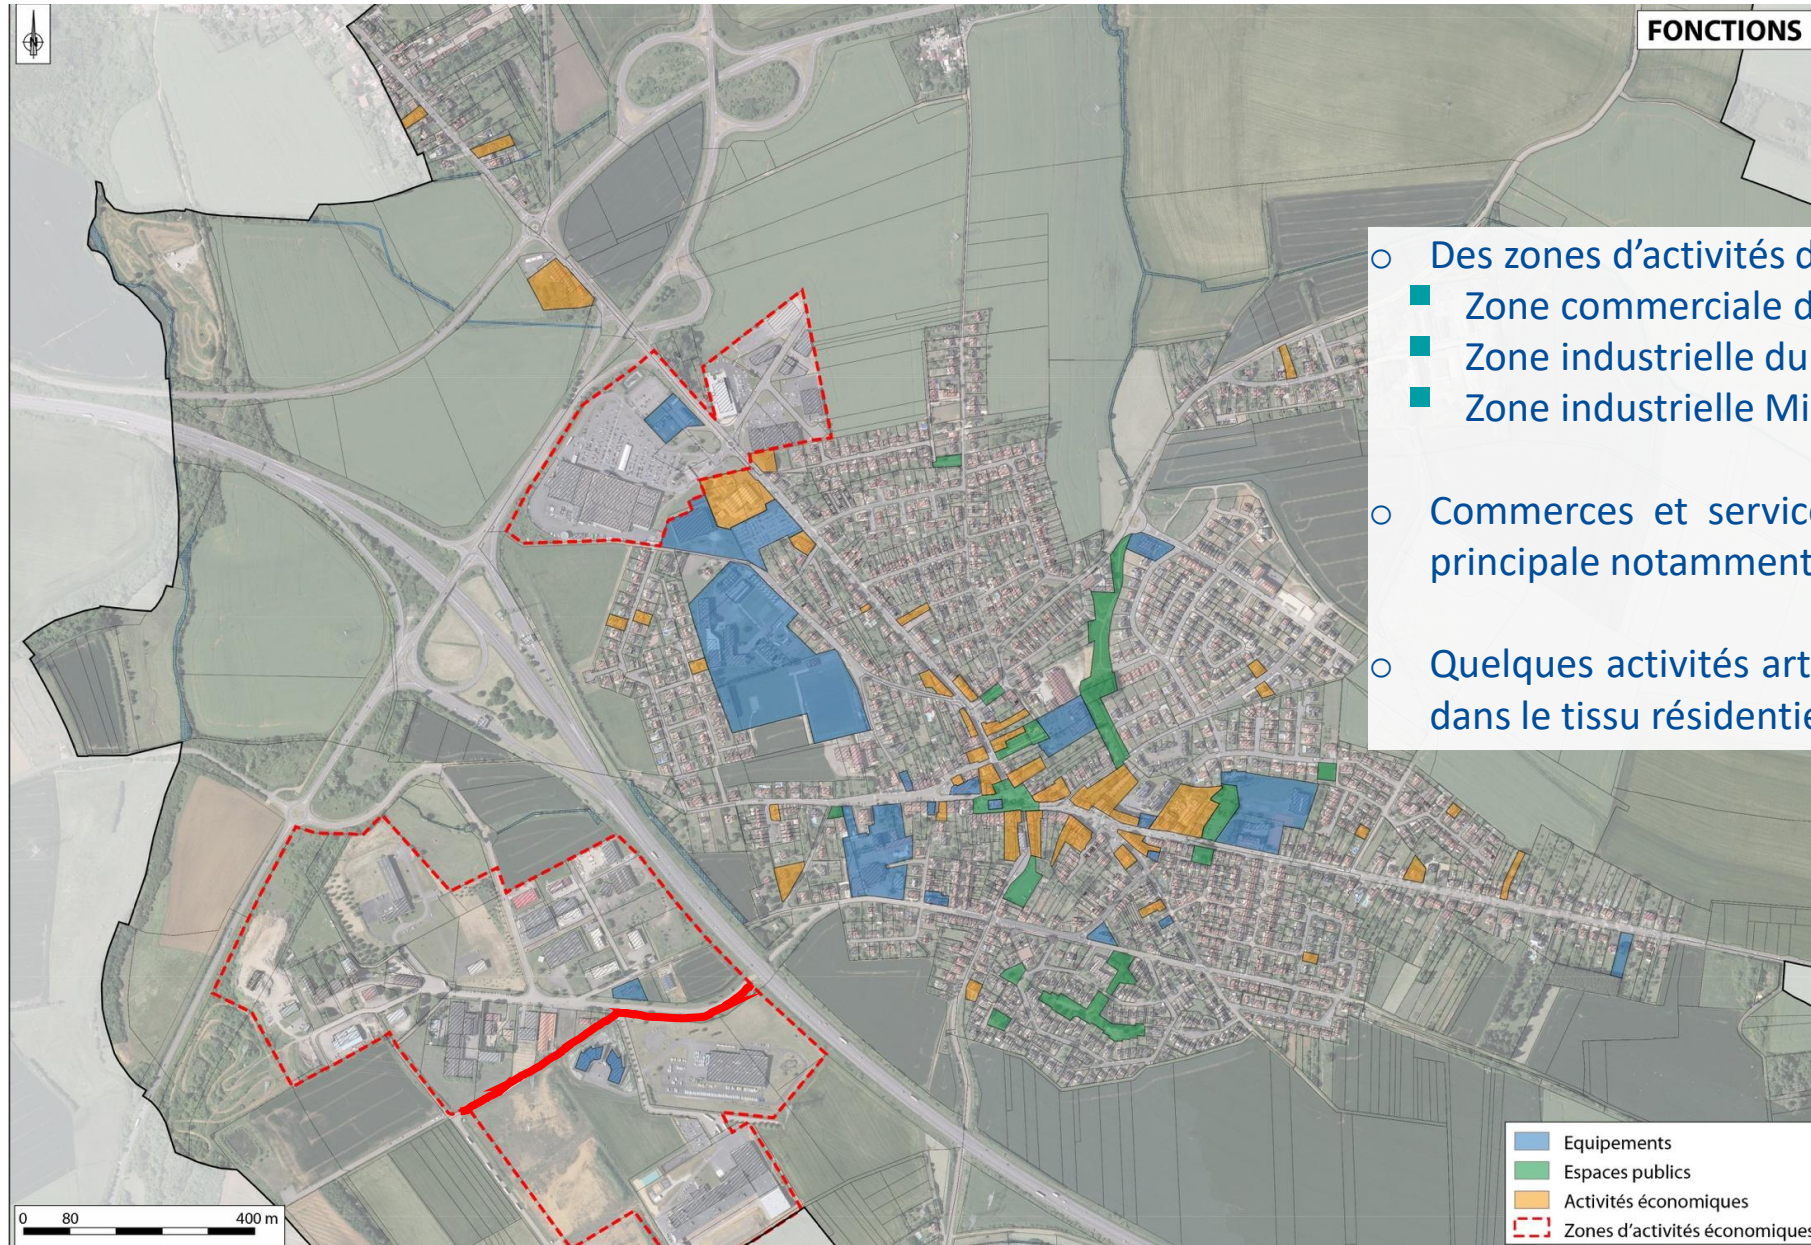 N
FONCTIONS
o Des zones d’activités d
Zone commerciale d
Zone industrielle du
Zone industrielle Mi
o Commerces et service
principale notamment
o Quelques activités art
dans le tissu résidentie
Equipements
Espaces publics
Activités économiques
Zones d'activités économiques
0 80 400 m